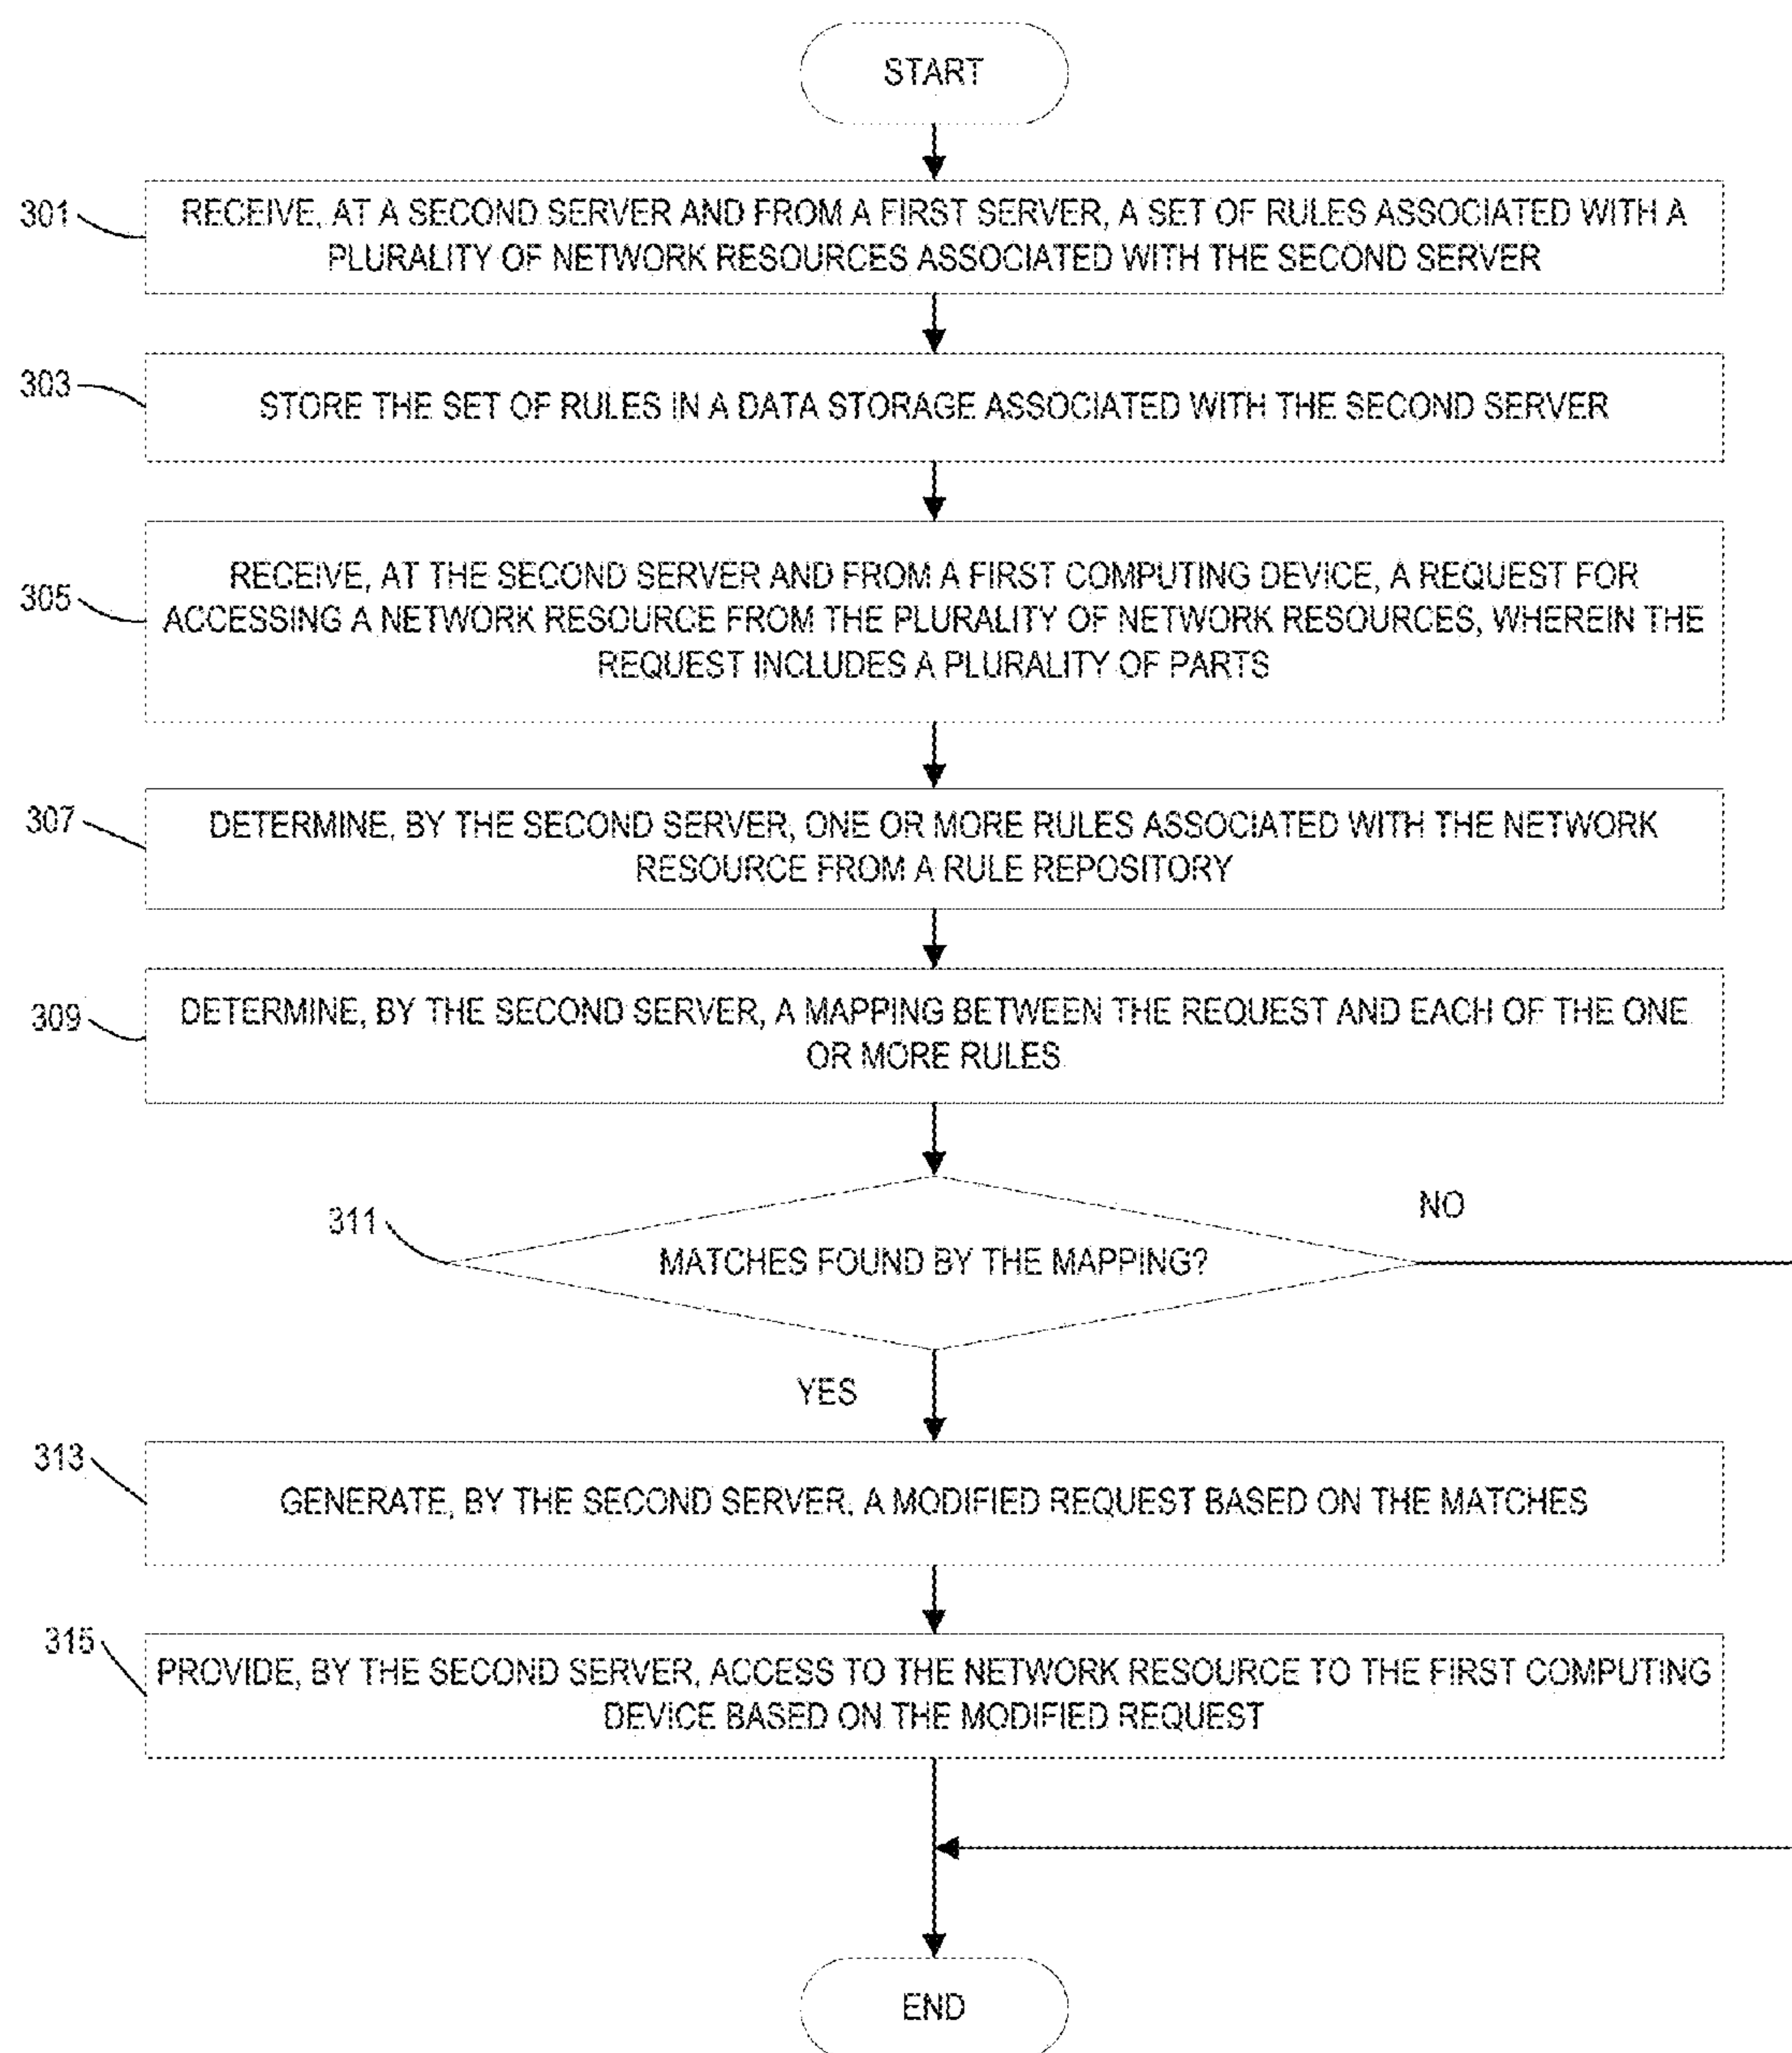 START
301
RECEIVE, AT A SECOND SERVER AND FROM A FIRST SERVER, A SET OF RULES ASSOCIATED WITH A
PLURALITY OF NETWORK RESOURCES ASSOCIATED WITH THE SECOND SERVER
303
STORE THE SET OF RULES IN A DATA STORAGE ASSOCIATED WITH THE SECOND SERVER
305
RECEIVE, AT THE SECOND SERVER AND FROM A FIRST COMPUTING DEVICE, A REQUEST FOR
ACCESSING A NETWORK RESOURCE FROM THE PLURALITY OF NETWORK RESOURCES, WHEREIN THE
REQUEST INCLUDES A PLURALITY OF PARTS
307
DETERMINE, BY THE SECOND SERVER, ONE OR MORE RULES ASSOCIATED WITH THE NETWORK
RESOURCE FROM A RULE REPOSITORY
309
DETERMINE, BY THE SECOND SERVER, A MAPPING BETWEEN THE REQUEST AND EACH OF THE ONE
OR MORE RULES
311
MATCHES FOUND BY THE MAPPING?
NO
YES
313
GENERATE, BY THE SECOND SERVER, A MODIFIED REQUEST BASED ON THE MATCHES
315
PROVIDE, BY THE SECOND SERVER, ACCESS TO THE NETWORK RESOURCE TO THE FIRST COMPUTING
DEVICE BASED ON THE MODIFIED REQUEST
END